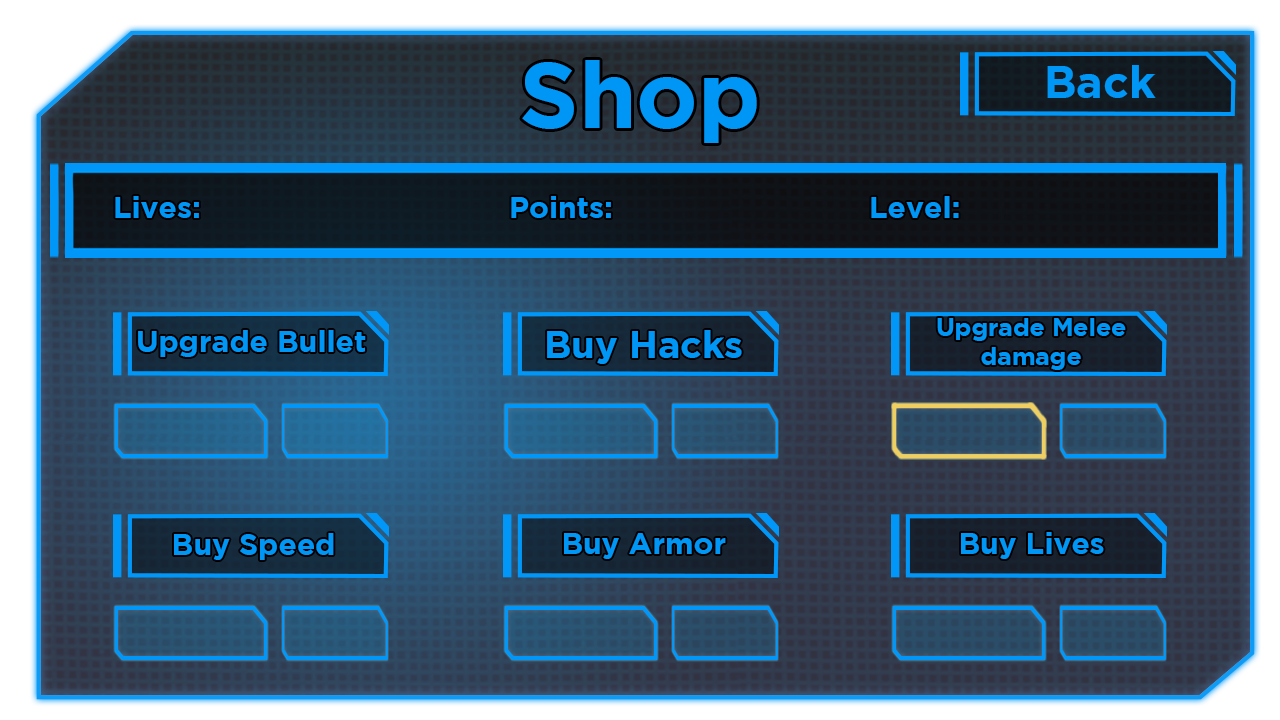 Shop
Back
Lives:
Points:
Level:
Upgrade Bullet
Buy Hacks
Upgrade Melee
damage
Buy Speed
Buy Armor
Buy Lives